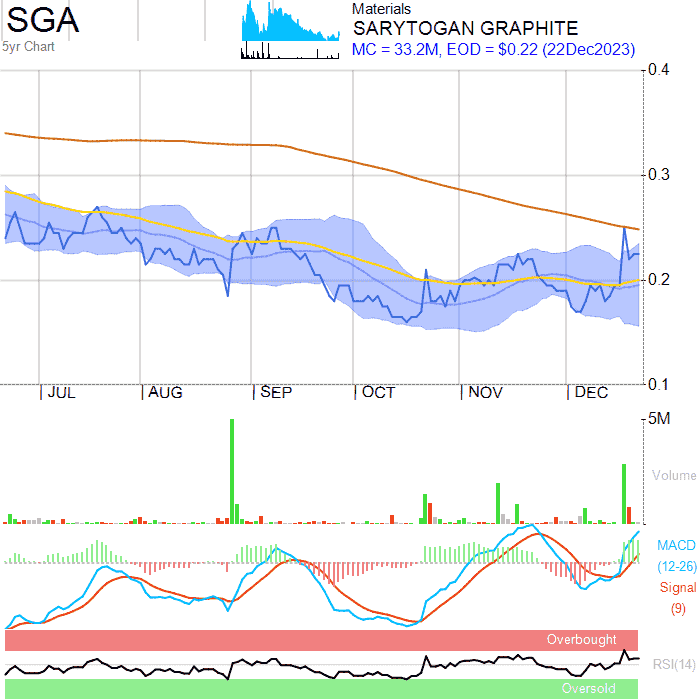 SGA
5yr Chart
Materials
SARYTOGAN GRAPHITE
MC = 33.2M, EOD = $0.22 (22Dec2023)
0.4
0.3
0.2
0.1
JUL
AUG
SEP
OCT
NOV
DEC
5M
Volume
MACD
(12-26)
Signal
(9)
Overbought
RSI(14)
Oversold